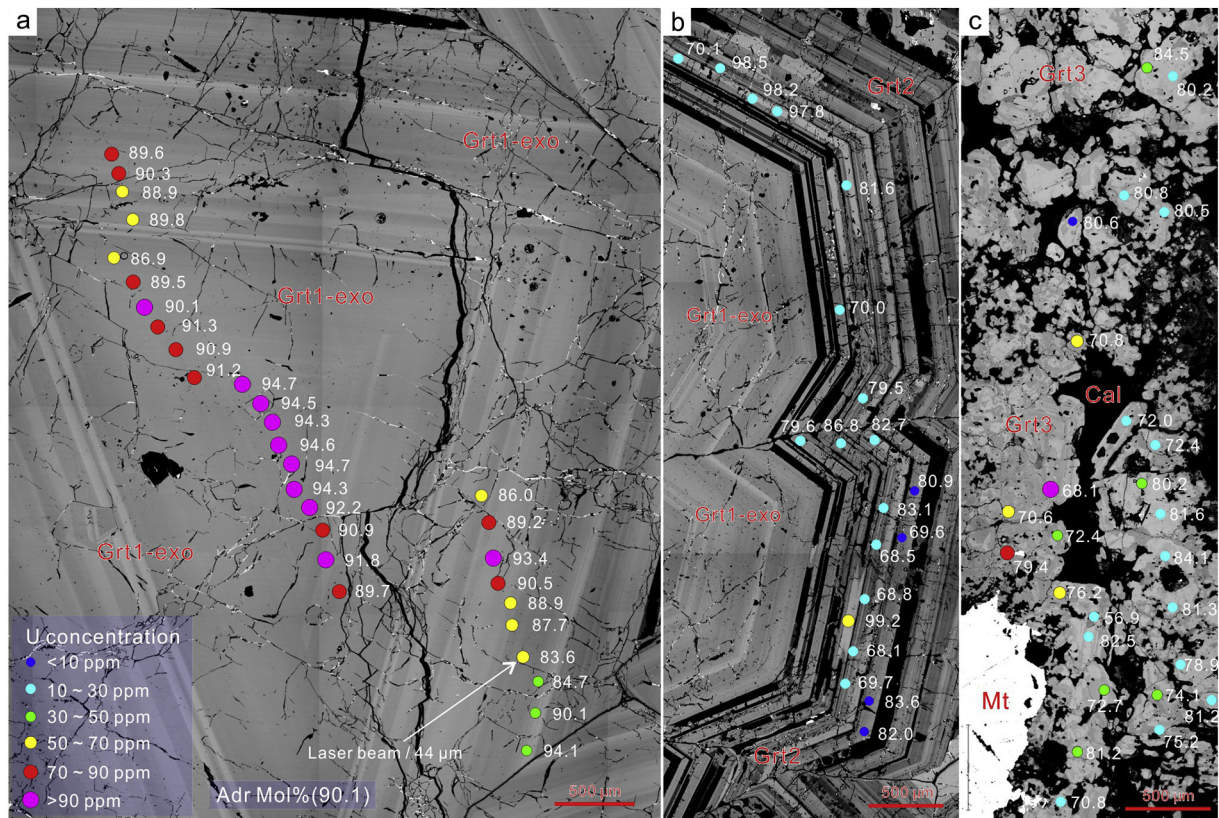 a
Grt1-exo
89.6
90.3
88.9
89.8
86.9
89.5
Grt1-exo
90.1
91.3
90.9
91.2
94.7
94.5
94.3
94.6
94.7
94.3
92.2
90.9
91.8
89.7
Grt1-exo
86.0
89.2
93.4
90.5
88.9
87.7
83.6
84.7
90.1
94.1
Laser beam / 44 µm
U concentration
<10 ppm
10 ~ 30 ppm
30 ~ 50 ppm
50 ~ 70 ppm
70 ~ 90 ppm
>90 ppm
Adr Mol%(90.1)
500 µm
b
70.1
98.5
98.2
97.8
Grt2
81.6
70.0
Grt1-exo
79.5
79.6
86.8
82.7
80.9
83.1
69.6
68.5
Grt1-exo
68.8
99.2
68.1
69.7
83.6
82.0
Grt2
500 µm
c
84.5
Grt3
80.2
80.8
80.5
80.6
70.8
Cal
Grt3
72.0
72.4
68.1
80.2
70.6
81.6
72.4
79.4
84.1
76.2
56.9
81.3
82.5
78.9
Mt
72.7
74.1
81.2
75.2
81.2
70.8
500 µm